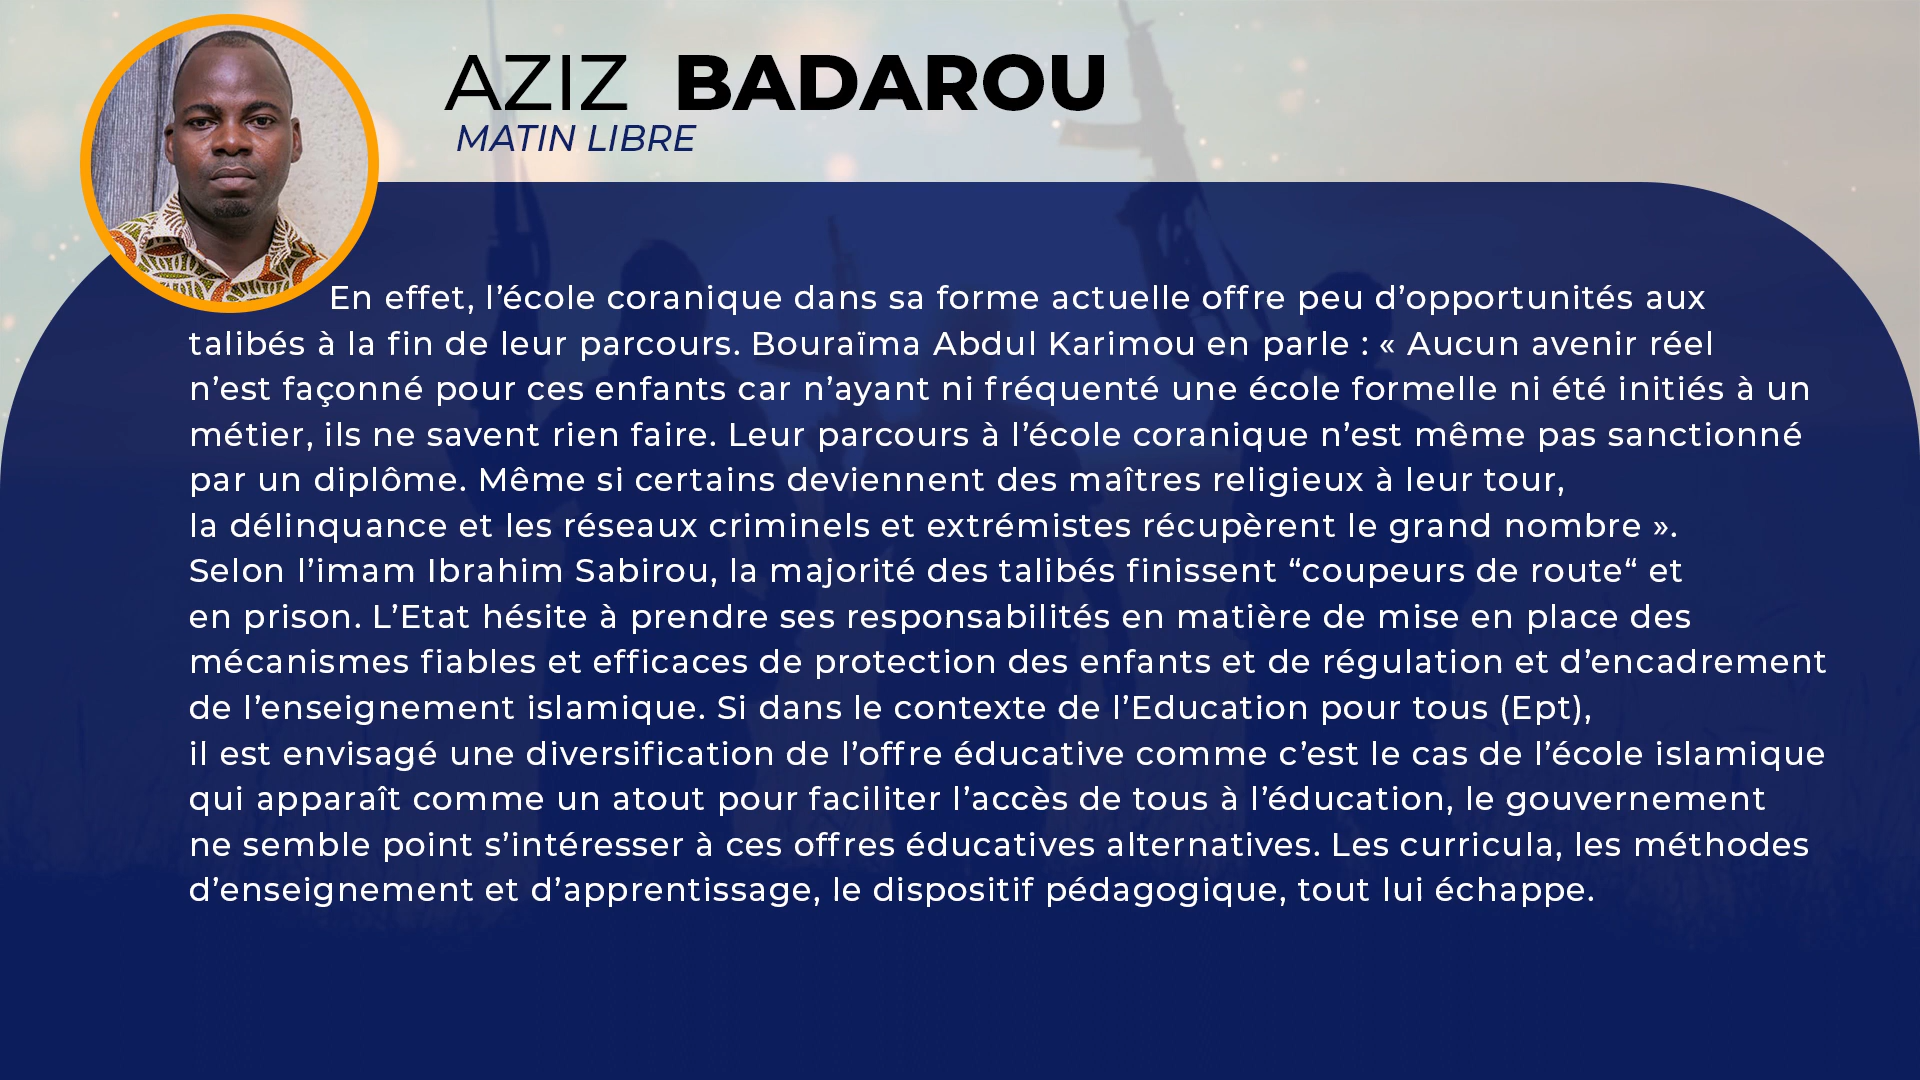 AZIZ BADAROU
MATIN LIBRE
En effet, l’école coranique dans sa forme actuelle offre peu d’opportunités aux
talibés à la fin de leur parcours. Bouraïma Abdul Karimou en parle : « Aucun avenir réel
n’est façonné pour ces enfants car n’ayant ni fréquenté une école formelle ni été initiés à un
métier, ils ne savent rien faire. Leur parcours à l’école coranique n’est même pas sanctionné
par un diplôme. Même si certains deviennent des maîtres religieux à leur tour,
la délinquance et les réseaux criminels et extrémistes récupèrent le grand nombre ».
Selon l’imam Ibrahim Sabirou, la majorité des talibés finissent “coupeurs de route“ et
en prison. L’Etat hésite à prendre ses responsabilités en matière de mise en place des
mécanismes fiables et efficaces de protection des enfants et de régulation et d’encadrement
de l’enseignement islamique. Si dans le contexte de l’Education pour tous (Ept),
il est envisagé une diversification de l’offre éducative comme c’est le cas de l’école islamique
qui apparaît comme un atout pour faciliter l’accès de tous à l’éducation, le gouvernement
ne semble point s’intéresser à ces offres éducatives alternatives. Les curricula, les méthodes
d’enseignement et d’apprentissage, le dispositif pédagogique, tout lui échappe.